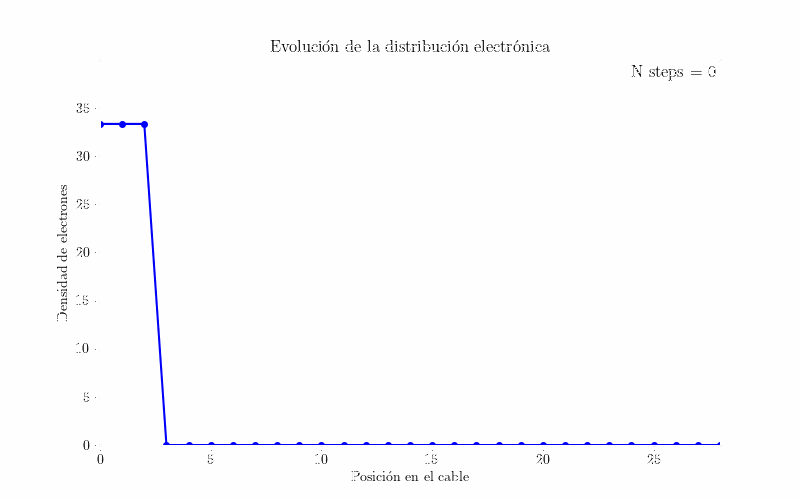 Evolución de la distribución electrónica
N steps = 0
35
30
25
20
15
10
5
0
Densidad de electrones
0 5 10 15 20 25
Posición en el cable